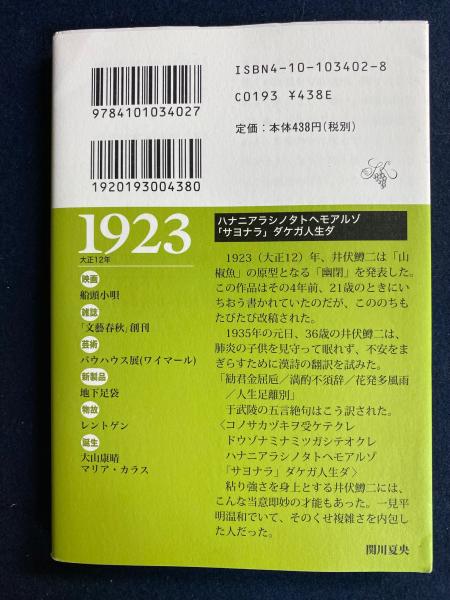 ISBN4-10-103402-8
C0193 ¥438E
定価：本体438円(税別)
9784101034027
1920193004380
1923
大正12年
映画
船頭小唄
雑誌
「文藝春秋」創刊
芸術
バウハウス展(ワイマール)
新製品
地下足袋
物故
レントゲン
誕生
大山康晴
マリア・カラス
ハナニアラシノタトヘモアルゾ
「サヨナラ」ダケガ人生ダ
1923（大正12）年、井伏鱒二は「山
椒魚」の原型となる「幽閉」を発表した。
この作品はその4年前、21歳のときにい
ちおう書かれていたのだが、こののちも
たびたび改稿された。
1935年の元日、36歳の井伏鱒二は、
肺炎の子供を見守って眠れず、不安をま
ぎらすために漢詩の翻訳を試みた。
「勧君金屈巵／満酌不須辞／花発多風雨
／人生足離別」
于武陵の五言絶句はこう訳された。
〈コノサカヅキヲ受ケテクレ
ドウゾナミナミツガシテオクレ
ハナニアラシノタトヘモアルゾ
「サヨナラ」ダケガ人生ダ〉
粘り強さを身上とする井伏鱒二には、
こんな当意即妙の才能もあった。一見平
明温和でいて、そのくせ複雑さを内包し
た人だった。
関川夏央